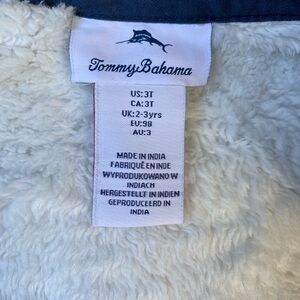 Tommy Bahama
US: 3T
CA: 3T
UK: 2-3yrs
EU: 98
AU: 3
MADE IN INDIA
FABRIQUÉ EN INDE
WYPRODUKOWANO W
INDIACH
HERGESTELLT IN INDIEN
GEPRODUCEERD IN
INDIA